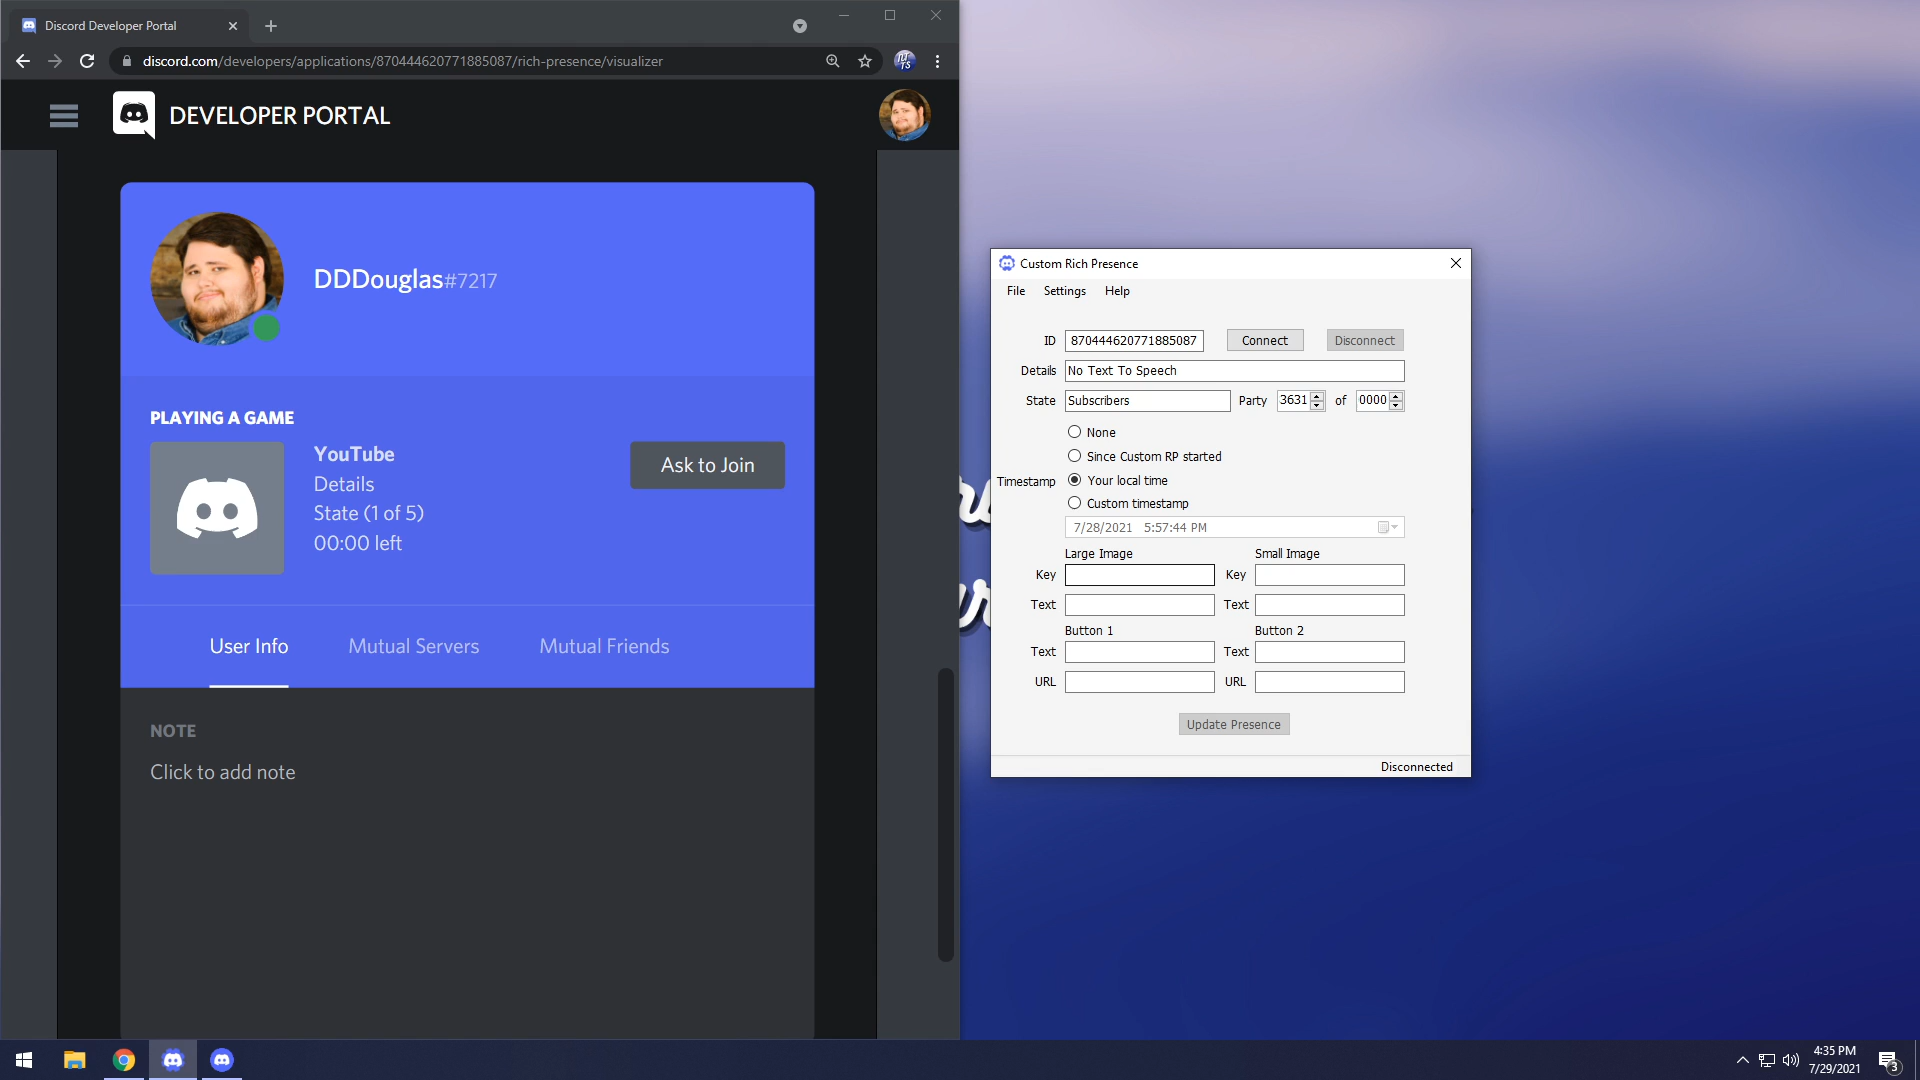 Discord Developer Portal
discord.com/developers/applications/870444620771885087/rich-presence/visualizer
DEVELOPER PORTAL
DDDouglas#7217
PLAYING A GAME
YouTube
Details
State (1 of 5)
00:00 left
Ask to Join
User Info
Mutual Servers
Mutual Friends
NOTE
Click to add note
Custom Rich Presence
File Settings Help
ID 870444620771885087 Connect Disconnect
Details No Text To Speech
State Subscribers Party 3631 of 0000
None
Since Custom RP started
Timestamp Your local time
Custom timestamp
7/28/2021 5:57:44 PM
Large Image Small Image
Key Key
Text Text
Button 1 Button 2
Text Text
URL URL
Update Presence
Disconnected
4:35 PM
7/29/2021
3